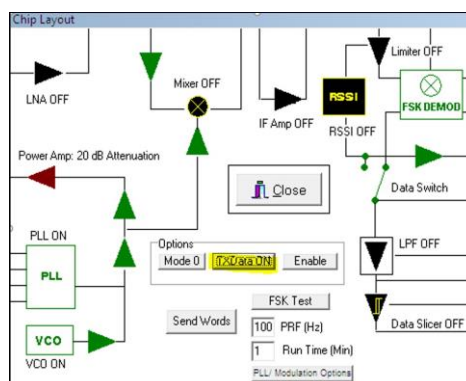 Chip Layout
LNA OFF
Mixer OFF
IF Amp OFF
RSSI
RSSI OFF
Limiter OFF
FSK DEMOD
Power Amp: 20 dB Attenuation
Close
Data Switch
PLL ON
PLL
Options
Mode 0
TXData ON
Enable
LPF OFF
VCO
VCO ON
Send Words
FSK Test
100 PRF (Hz)
1 Run Time (Min)
PLL/ Modulation Options
Data Slicer OFF